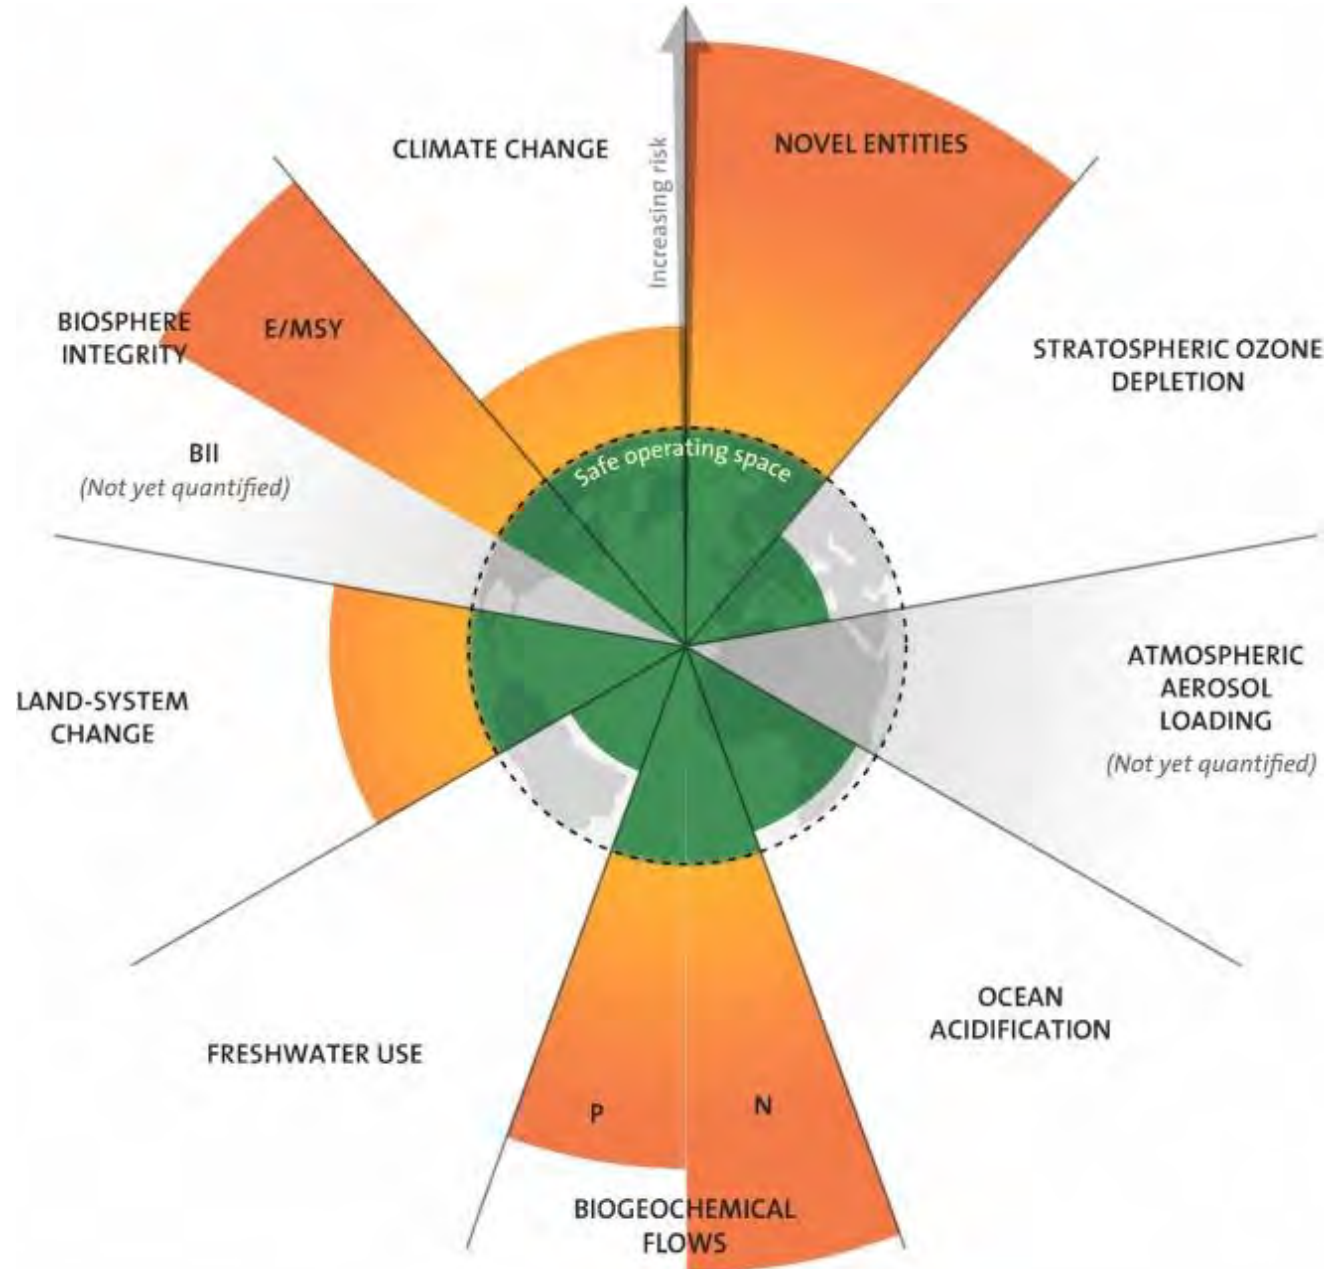 CLIMATE CHANGE
Increasing risk
NOVEL ENTITIES
BIOSPHERE
INTEGRITY
E/MSY
STRATOSPHERIC OZONE
DEPLETION
BII
(Not yet quantified)
Safe operating space
LAND-SYSTEM
CHANGE
ATMOSPHERIC
AEROSOL
LOADING
(Not yet quantified)
FRESHWATER USE
OCEAN
ACIDIFICATION
P
N
BIOGEOCHEMICAL
FLOWS